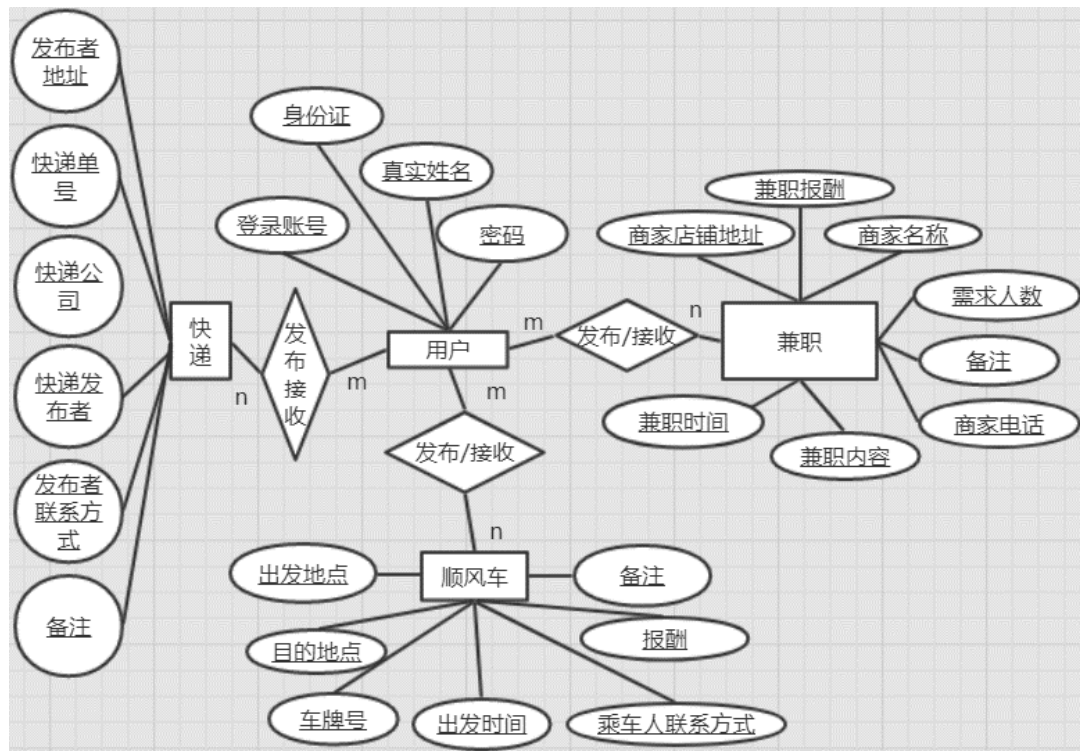 发布者
地址
快递单
号
快递公
司
快递发
布者
发布者
联系方
式
备注
快
递
n
发
布
接
收
m
身份证
真实姓名
登录账号
密码
用户
m
发布/接收
n
兼职报酬
商家店铺地址
商家名称
需求人数
备注
商家电话
兼职
兼职时间
兼职内容
m
发布/接收
n
顺风车
出发地点
备注
目的地点
报酬
车牌号
出发时间
乘车人联系方式